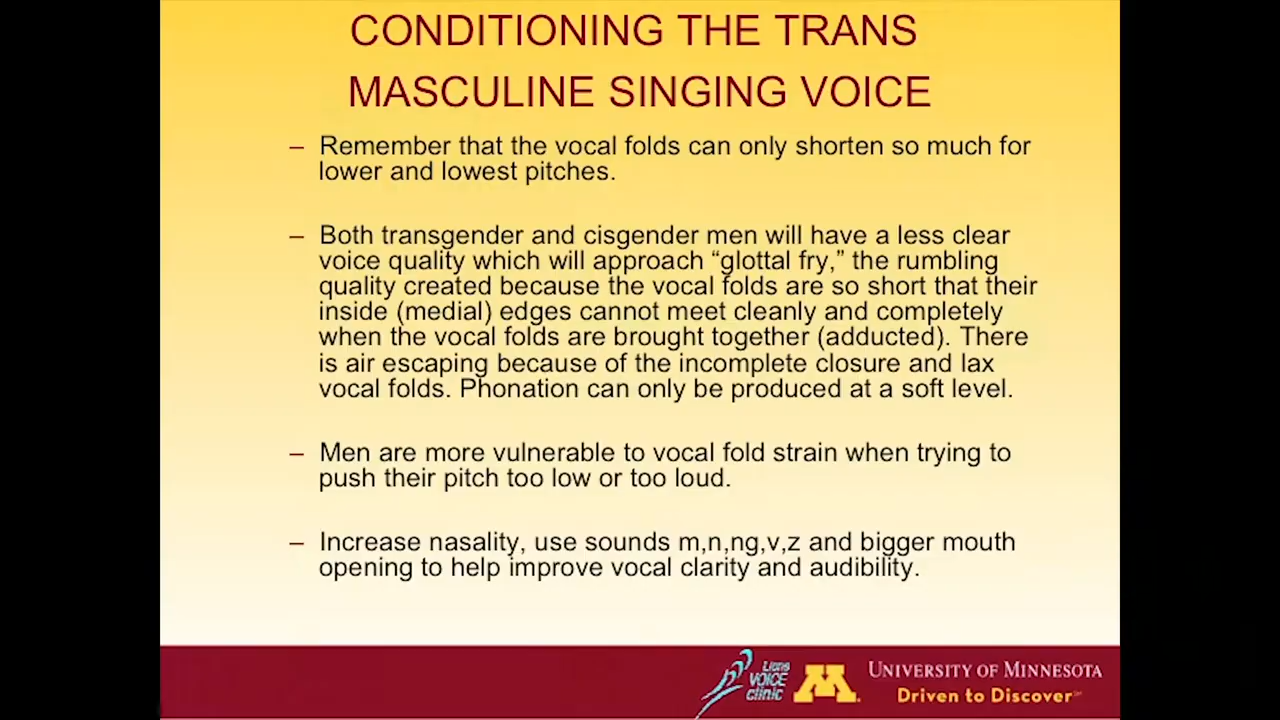 CONDITIONING THE TRANS
MASCULINE SINGING VOICE
– Remember that the vocal folds can only shorten so much for
lower and lowest pitches.
– Both transgender and cisgender men will have a less clear
voice quality which will approach “glottal fry,” the rumbling
quality created because the vocal folds are so short that their
inside (medial) edges cannot meet cleanly and completely
when the vocal folds are brought together (adducted). There
is air escaping because of the incomplete closure and lax
vocal folds. Phonation can only be produced at a soft level.
– Men are more vulnerable to vocal fold strain when trying to
push their pitch too low or too loud.
– Increase nasality, use sounds m,n,ng,v,z and bigger mouth
opening to help improve vocal clarity and audibility.
Lions
VOICE
clinic
M
UNIVERSITY OF MINNESOTA
Driven to Discover℠